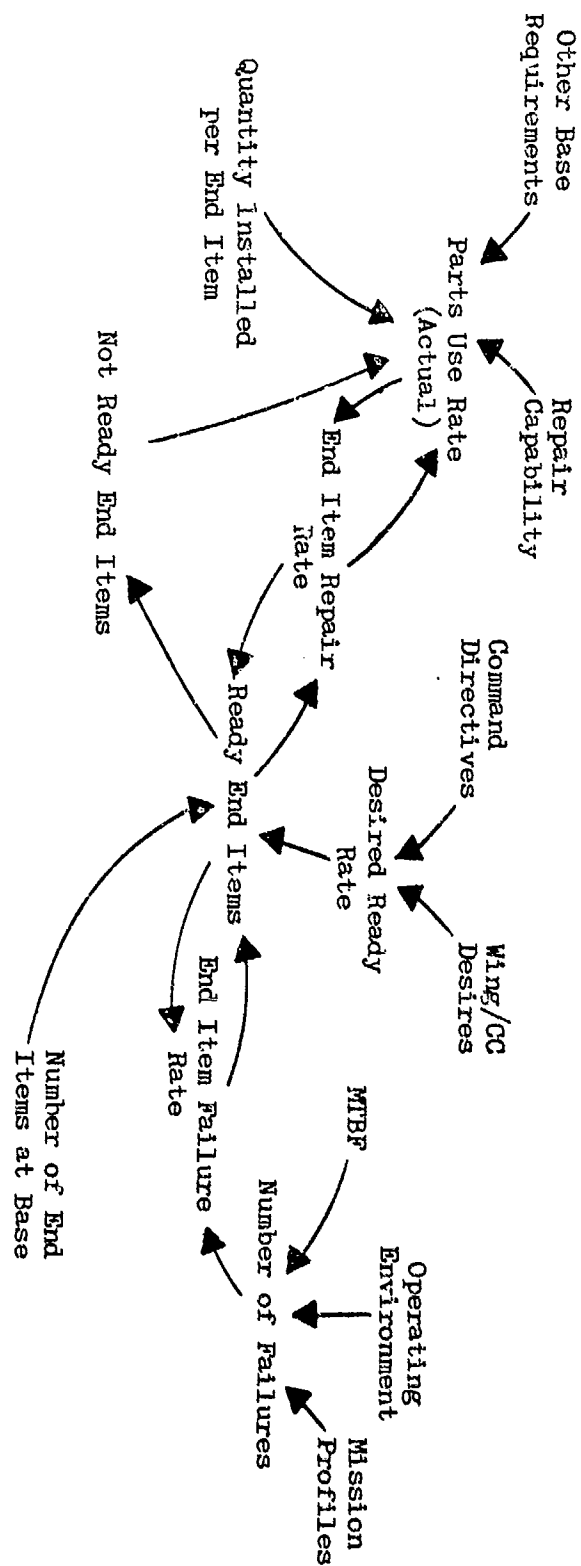 Other Base
Requirements
Repair
Capability
Parts Use Rate
(Actual)
Quantity Installed
per End Item
Not Ready End Items
End Item Repair
Rate
Command
Directives
Wing/CC
Desires
Desired Ready
Rate
Ready End Items
End Item Failure
Rate
Number of End
Items at Base
MTBF
Operating
Environment
Mission
Profiles
Number of Failures